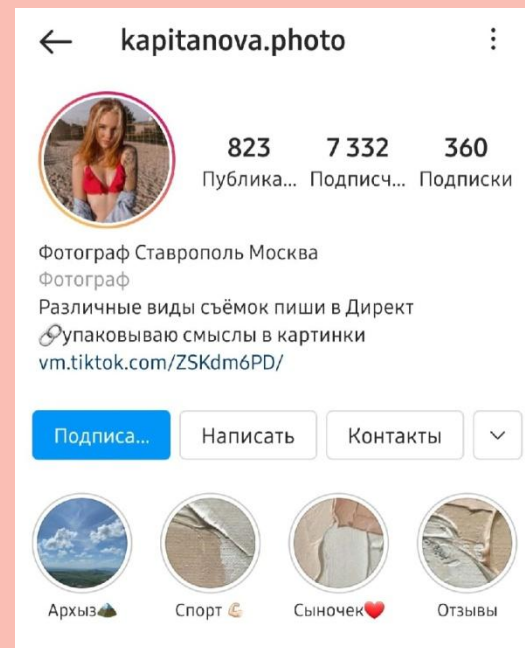 kapitanova.photo
823 7 332 360
Публика... Подписч... Подписки
Фотограф Ставрополь Москва
Фотограф
Различные виды съёмок пиши в Директ
🔗упаковываю смыслы в картинки
vm.tiktok.com/ZSKdm6PD/
Подписа... Написать Контакты
Архыз⛰️ Спорт 💪🏻 Сыночек❤️ Отзывы